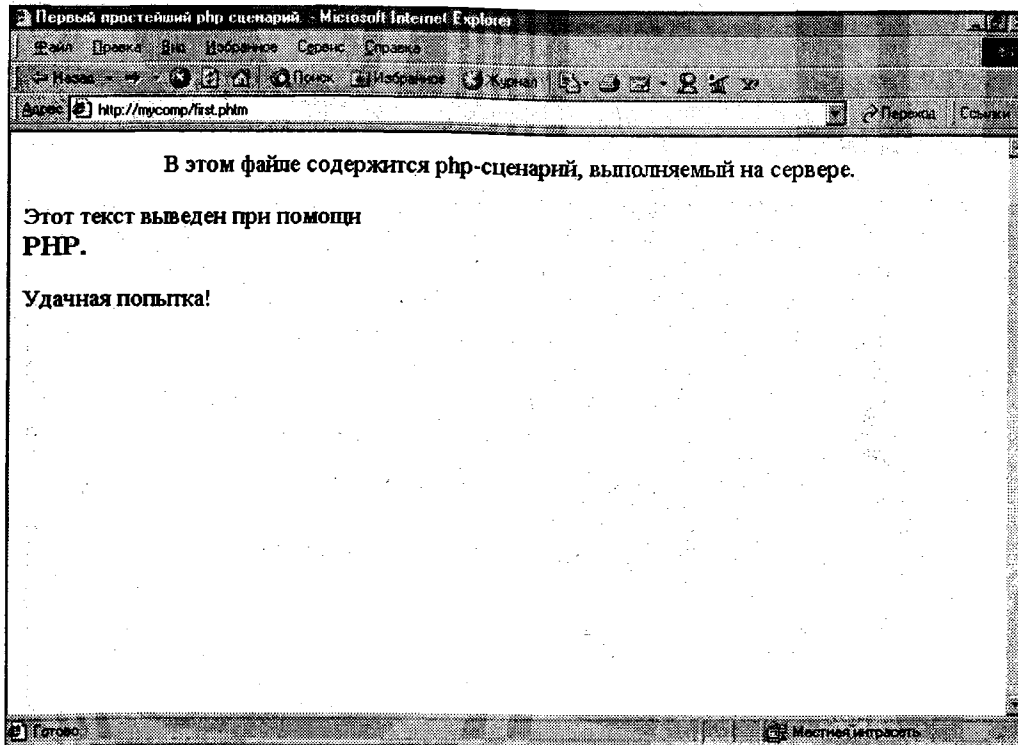 Первый простейший php сценарий. - Microsoft Internet Explorer
Файл Правка Вид Избранное Сервис Справка
Назад Поиск Избранное Журнал
Адрес http://mycomp/first.phtm Переход Ссылки
В этом файле содержится php-сценарий, выполняемый на сервере.
Этот текст выведен при помощи
PHP.
Удачная попытка!
Готово Местная интрасеть